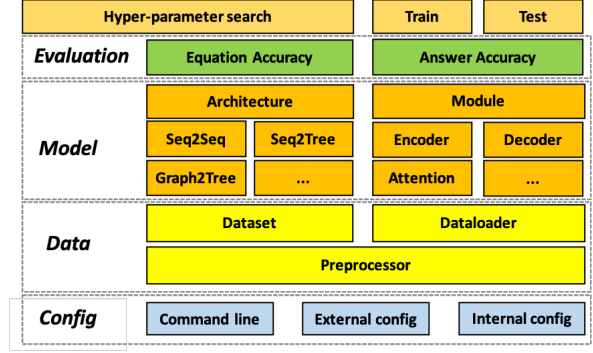 Hyper-parameter search Train Test
Evaluation Equation Accuracy Answer Accuracy
Architecture Module
Seq2Seq Seq2Tree Encoder Decoder
Model
Graph2Tree ... Attention ...
Dataset Dataloader
Data
Preprocessor
Config Command line External config Internal config